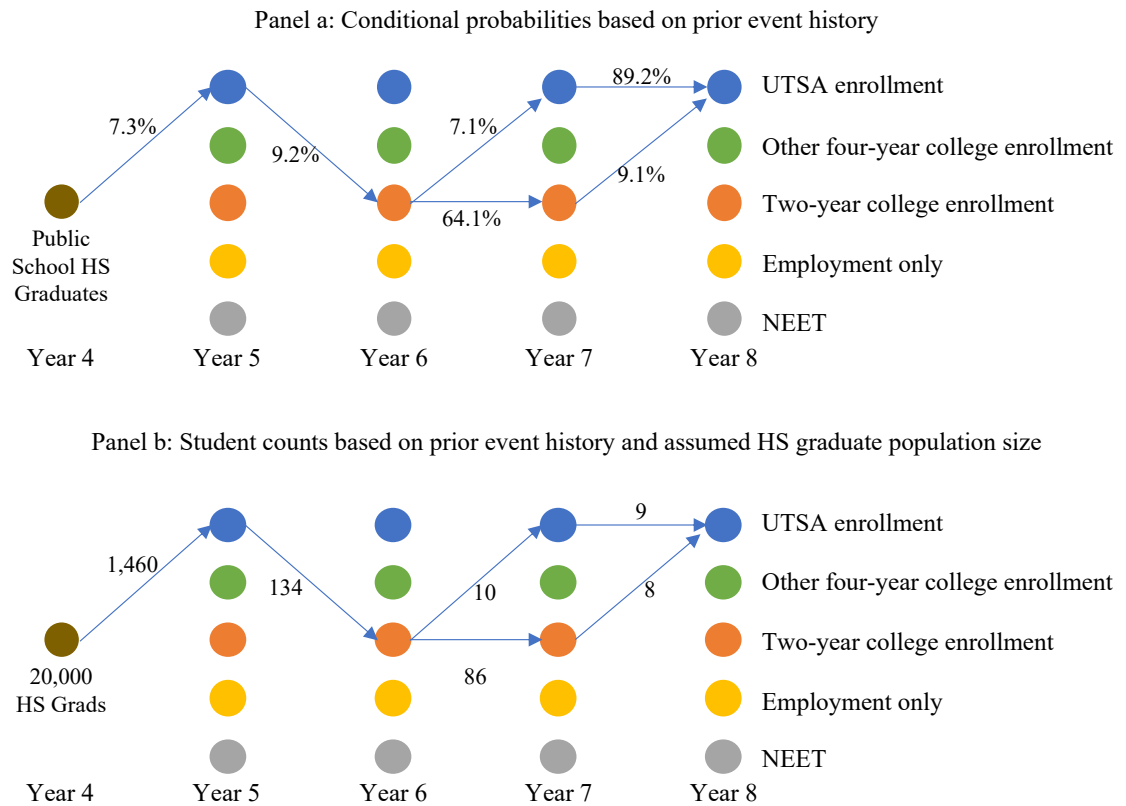 Panel a: Conditional probabilities based on prior event history
89.2%
UTSA enrollment
7.3%
7.1%
9.2%
Other four-year college enrollment
9.1%
64.1%
Two-year college enrollment
Public
School HS
Graduates
Employment only
NEET
Year 4
Year 5
Year 6
Year 7
Year 8
Panel b: Student counts based on prior event history and assumed HS graduate population size
9
UTSA enrollment
1,460
134
10
8
Other four-year college enrollment
Two-year college enrollment
86
20,000
HS Grads
Employment only
NEET
Year 4
Year 5
Year 6
Year 7
Year 8